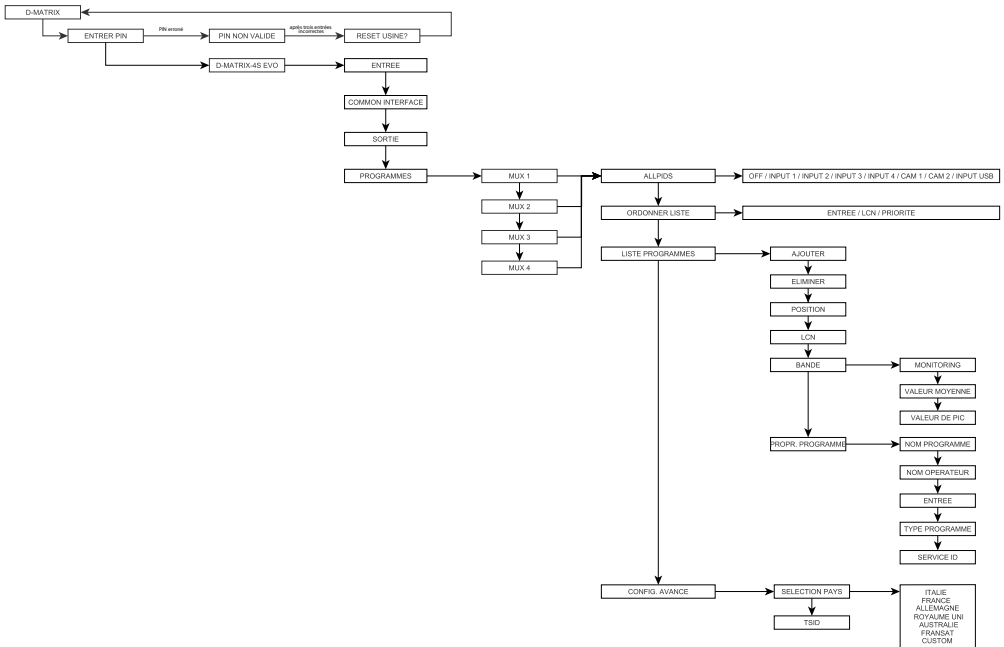 D-MATRIX
ENTRER PIN
PIN erroné
PIN NON VALIDE
après trois entrées
incorrectes
RESET USINE?
D-MATRIX-4S EVO
ENTREE
COMMON INTERFACE
SORTIE
PROGRAMMES
MUX 1
MUX 2
MUX 3
MUX 4
ALLPIDS
OFF / INPUT 1 / INPUT 2 / INPUT 3 / INPUT 4 / CAM 1 / CAM 2 / INPUT USB
ORDONNER LISTE
ENTREE / LCN / PRIORITE
LISTE PROGRAMMES
AJOUTER
ELIMINER
POSITION
LCN
BANDE
MONITORING
VALEUR MOYENNE
VALEUR DE PIC
PROPR. PROGRAMME
NOM PROGRAMME
NOM OPERATEUR
ENTREE
TYPE PROGRAMME
SERVICE ID
CONFIG. AVANCE
SELECTION PAYS
TSID
ITALIE
FRANCE
ALLEMAGNE
ROYAUME UNI
AUSTRALIE
FRANSAT
CUSTOM